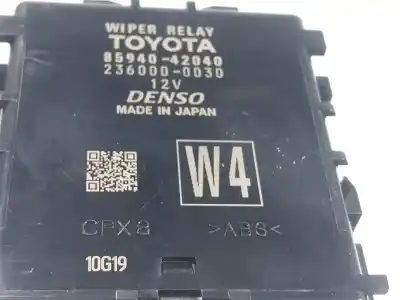 WIPER RELAY
TOYOTA
85940-42040
236000-0030
12V
DENSO
MADE IN JAPAN
W4
CPX8
>ABS<
10G19